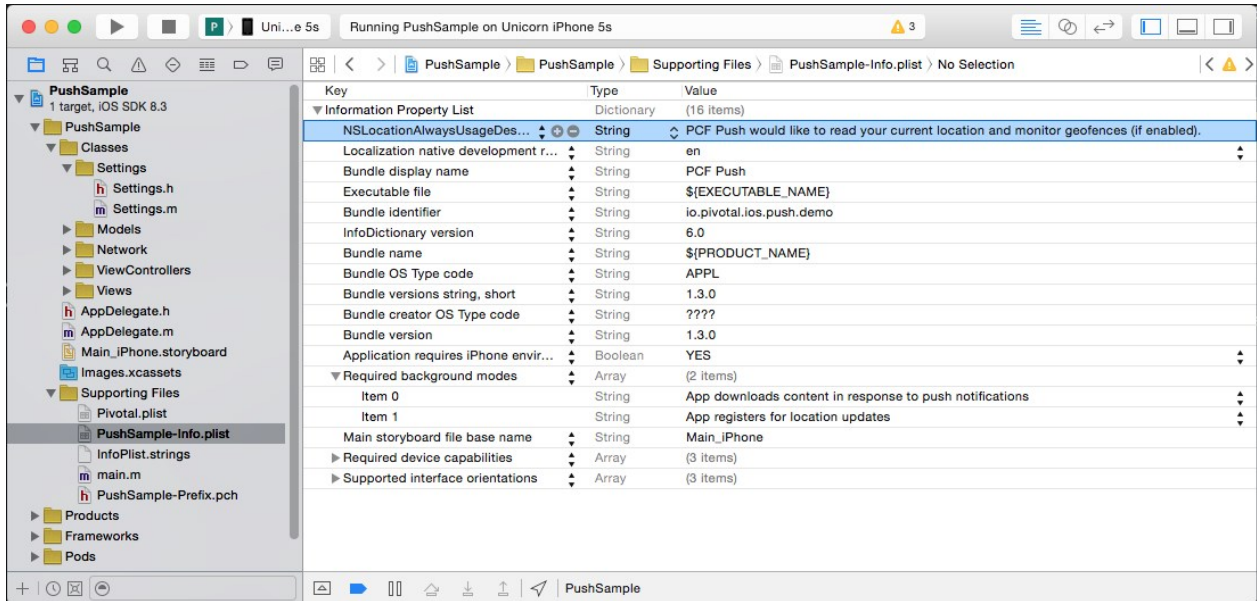 Uni...e 5s Running PushSample on Unicorn iPhone 5s 3
PushSample PushSample Supporting Files PushSample-Info.plist No Selection
PushSample
1 target, iOS SDK 8.3
PushSample
Classes
Settings
h Settings.h
m Settings.m
Models
Network
ViewControllers
Views
h AppDelegate.h
m AppDelegate.m
Main_iPhone.storyboard
Images.xcassets
Supporting Files
Pivotal.plist
PushSample-Info.plist
InfoPlist.strings
m main.m
h PushSample-Prefix.pch
Products
Frameworks
Pods
Key Type Value
Information Property List Dictionary (16 items)
NSLocationAlwaysUsageDes... String PCF Push would like to read your current location and monitor geofences (if enabled).
Localization native development r... String en
Bundle display name String PCF Push
Executable file String ${EXECUTABLE_NAME}
Bundle identifier String io.pivotal.ios.push.demo
InfoDictionary version String 6.0
Bundle name String ${PRODUCT_NAME}
Bundle OS Type code String APPL
Bundle versions string, short String 1.3.0
Bundle creator OS Type code String ????
Bundle version String 1.3.0
Application requires iPhone envir... Boolean YES
Required background modes Array (2 items)
Item 0 String App downloads content in response to push notifications
Item 1 String App registers for location updates
Main storyboard file base name String Main_iPhone
Required device capabilities Array (3 items)
Supported interface orientations Array (3 items)
PushSample